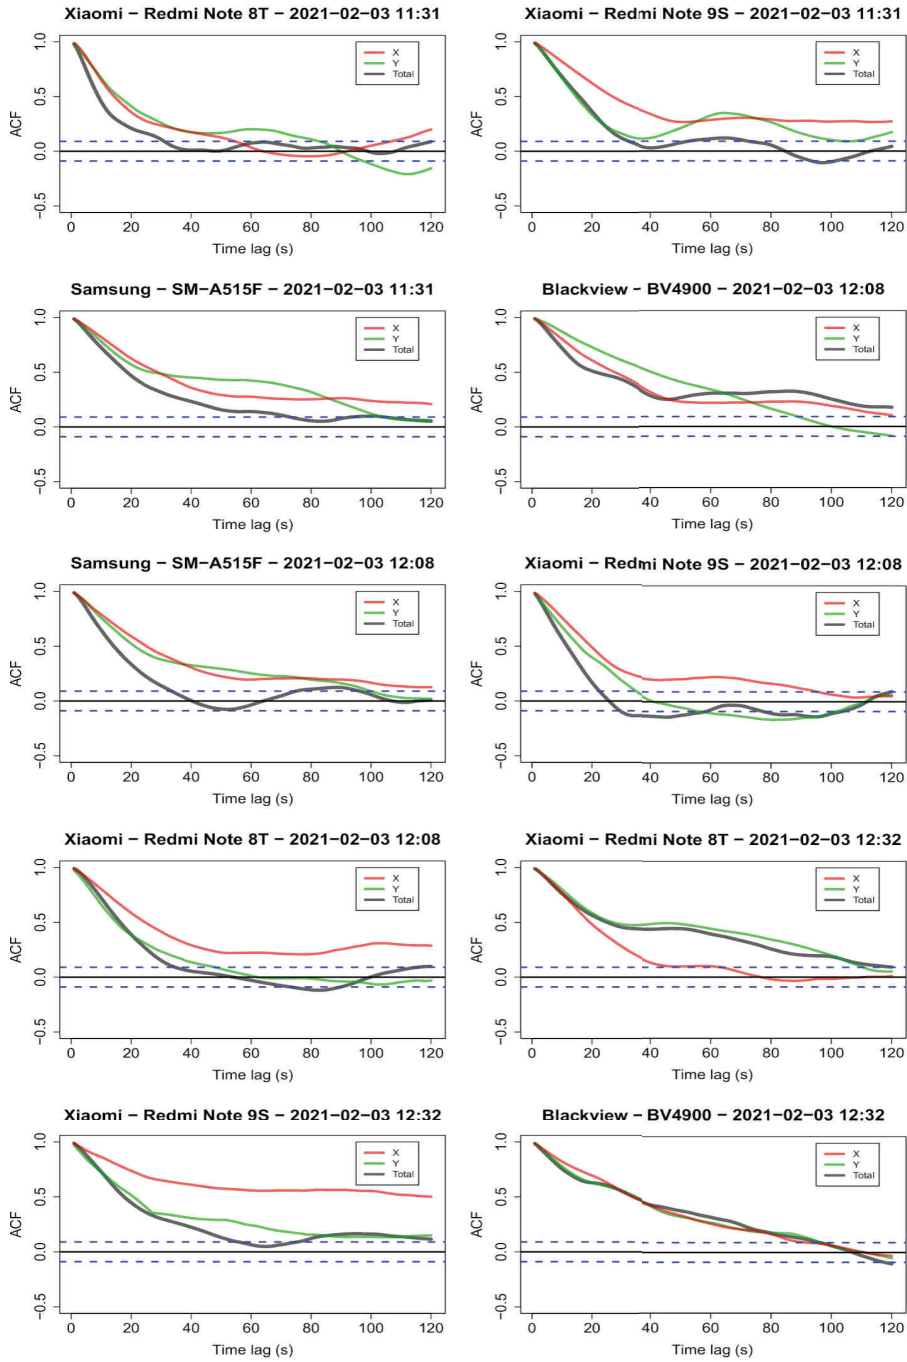 Xiaomi − Redmi Note 8T − 2021−02−03 11:31
ACF
1.0
0.5
0.0
−0.5
X
Y
Total
0 20 40 60 80 100 120
Time lag (s)
Xiaomi − Redmi Note 9S − 2021−02−03 11:31
ACF
1.0
0.5
0.0
−0.5
X
Y
Total
0 20 40 60 80 100 120
Time lag (s)
Samsung − SM−A515F − 2021−02−03 11:31
ACF
1.0
0.5
0.0
−0.5
X
Y
Total
0 20 40 60 80 100 120
Time lag (s)
Blackview − BV4900 − 2021−02−03 12:08
ACF
1.0
0.5
0.0
−0.5
X
Y
Total
0 20 40 60 80 100 120
Time lag (s)
Samsung − SM−A515F − 2021−02−03 12:08
ACF
1.0
0.5
0.0
−0.5
X
Y
Total
0 20 40 60 80 100 120
Time lag (s)
Xiaomi − Redmi Note 9S − 2021−02−03 12:08
ACF
1.0
0.5
0.0
−0.5
X
Y
Total
0 20 40 60 80 100 120
Time lag (s)
Xiaomi − Redmi Note 8T − 2021−02−03 12:08
ACF
1.0
0.5
0.0
−0.5
X
Y
Total
0 20 40 60 80 100 120
Time lag (s)
Xiaomi − Redmi Note 8T − 2021−02−03 12:32
ACF
1.0
0.5
0.0
−0.5
X
Y
Total
0 20 40 60 80 100 120
Time lag (s)
Xiaomi − Redmi Note 9S − 2021−02−03 12:32
ACF
1.0
0.5
0.0
−0.5
X
Y
Total
0 20 40 60 80 100 120
Time lag (s)
Blackview − BV4900 − 2021−02−03 12:32
ACF
1.0
0.5
0.0
−0.5
X
Y
Total
0 20 40 60 80 100 120
Time lag (s)